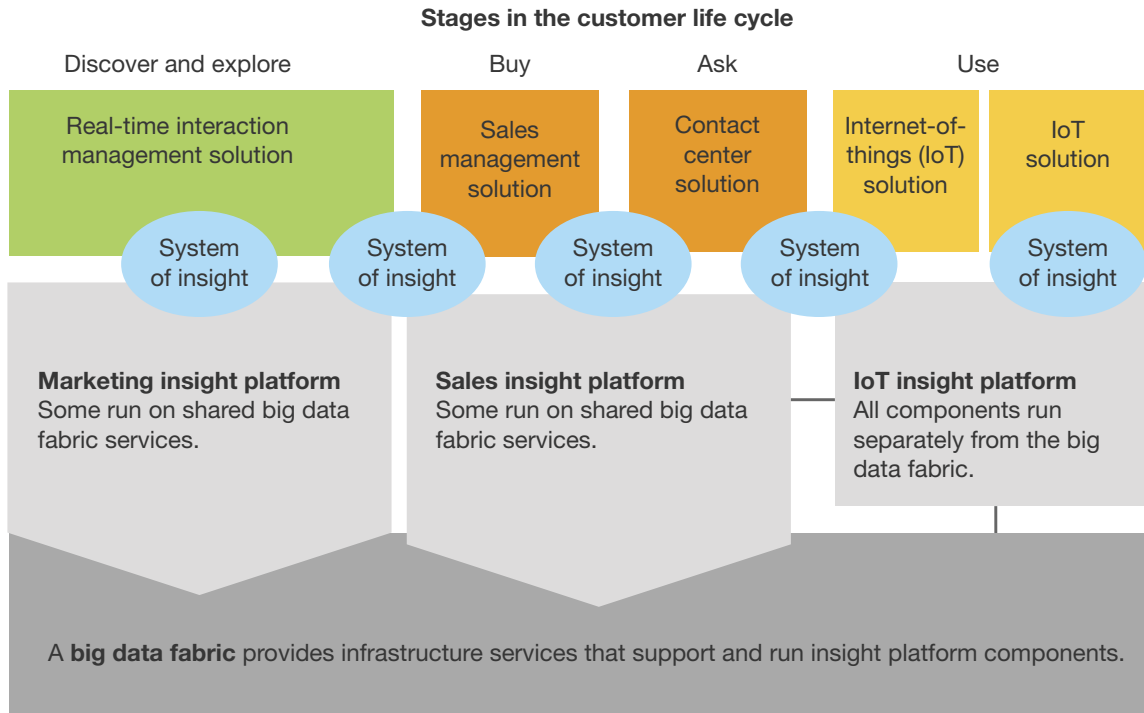 Stages in the customer life cycle
Discover and explore
Buy
Ask
Use
Real-time interaction
management solution
Sales
management
solution
Contact
center
solution
Internet-of-
things (IoT)
solution
IoT
solution
System
of insight
System
of insight
System
of insight
System
of insight
System
of insight
Marketing insight platform
Some run on shared big data
fabric services.
Sales insight platform
Some run on shared big data
fabric services.
IoT insight platform
All components run
separately from the big
data fabric.
A big data fabric provides infrastructure services that support and run insight platform components.